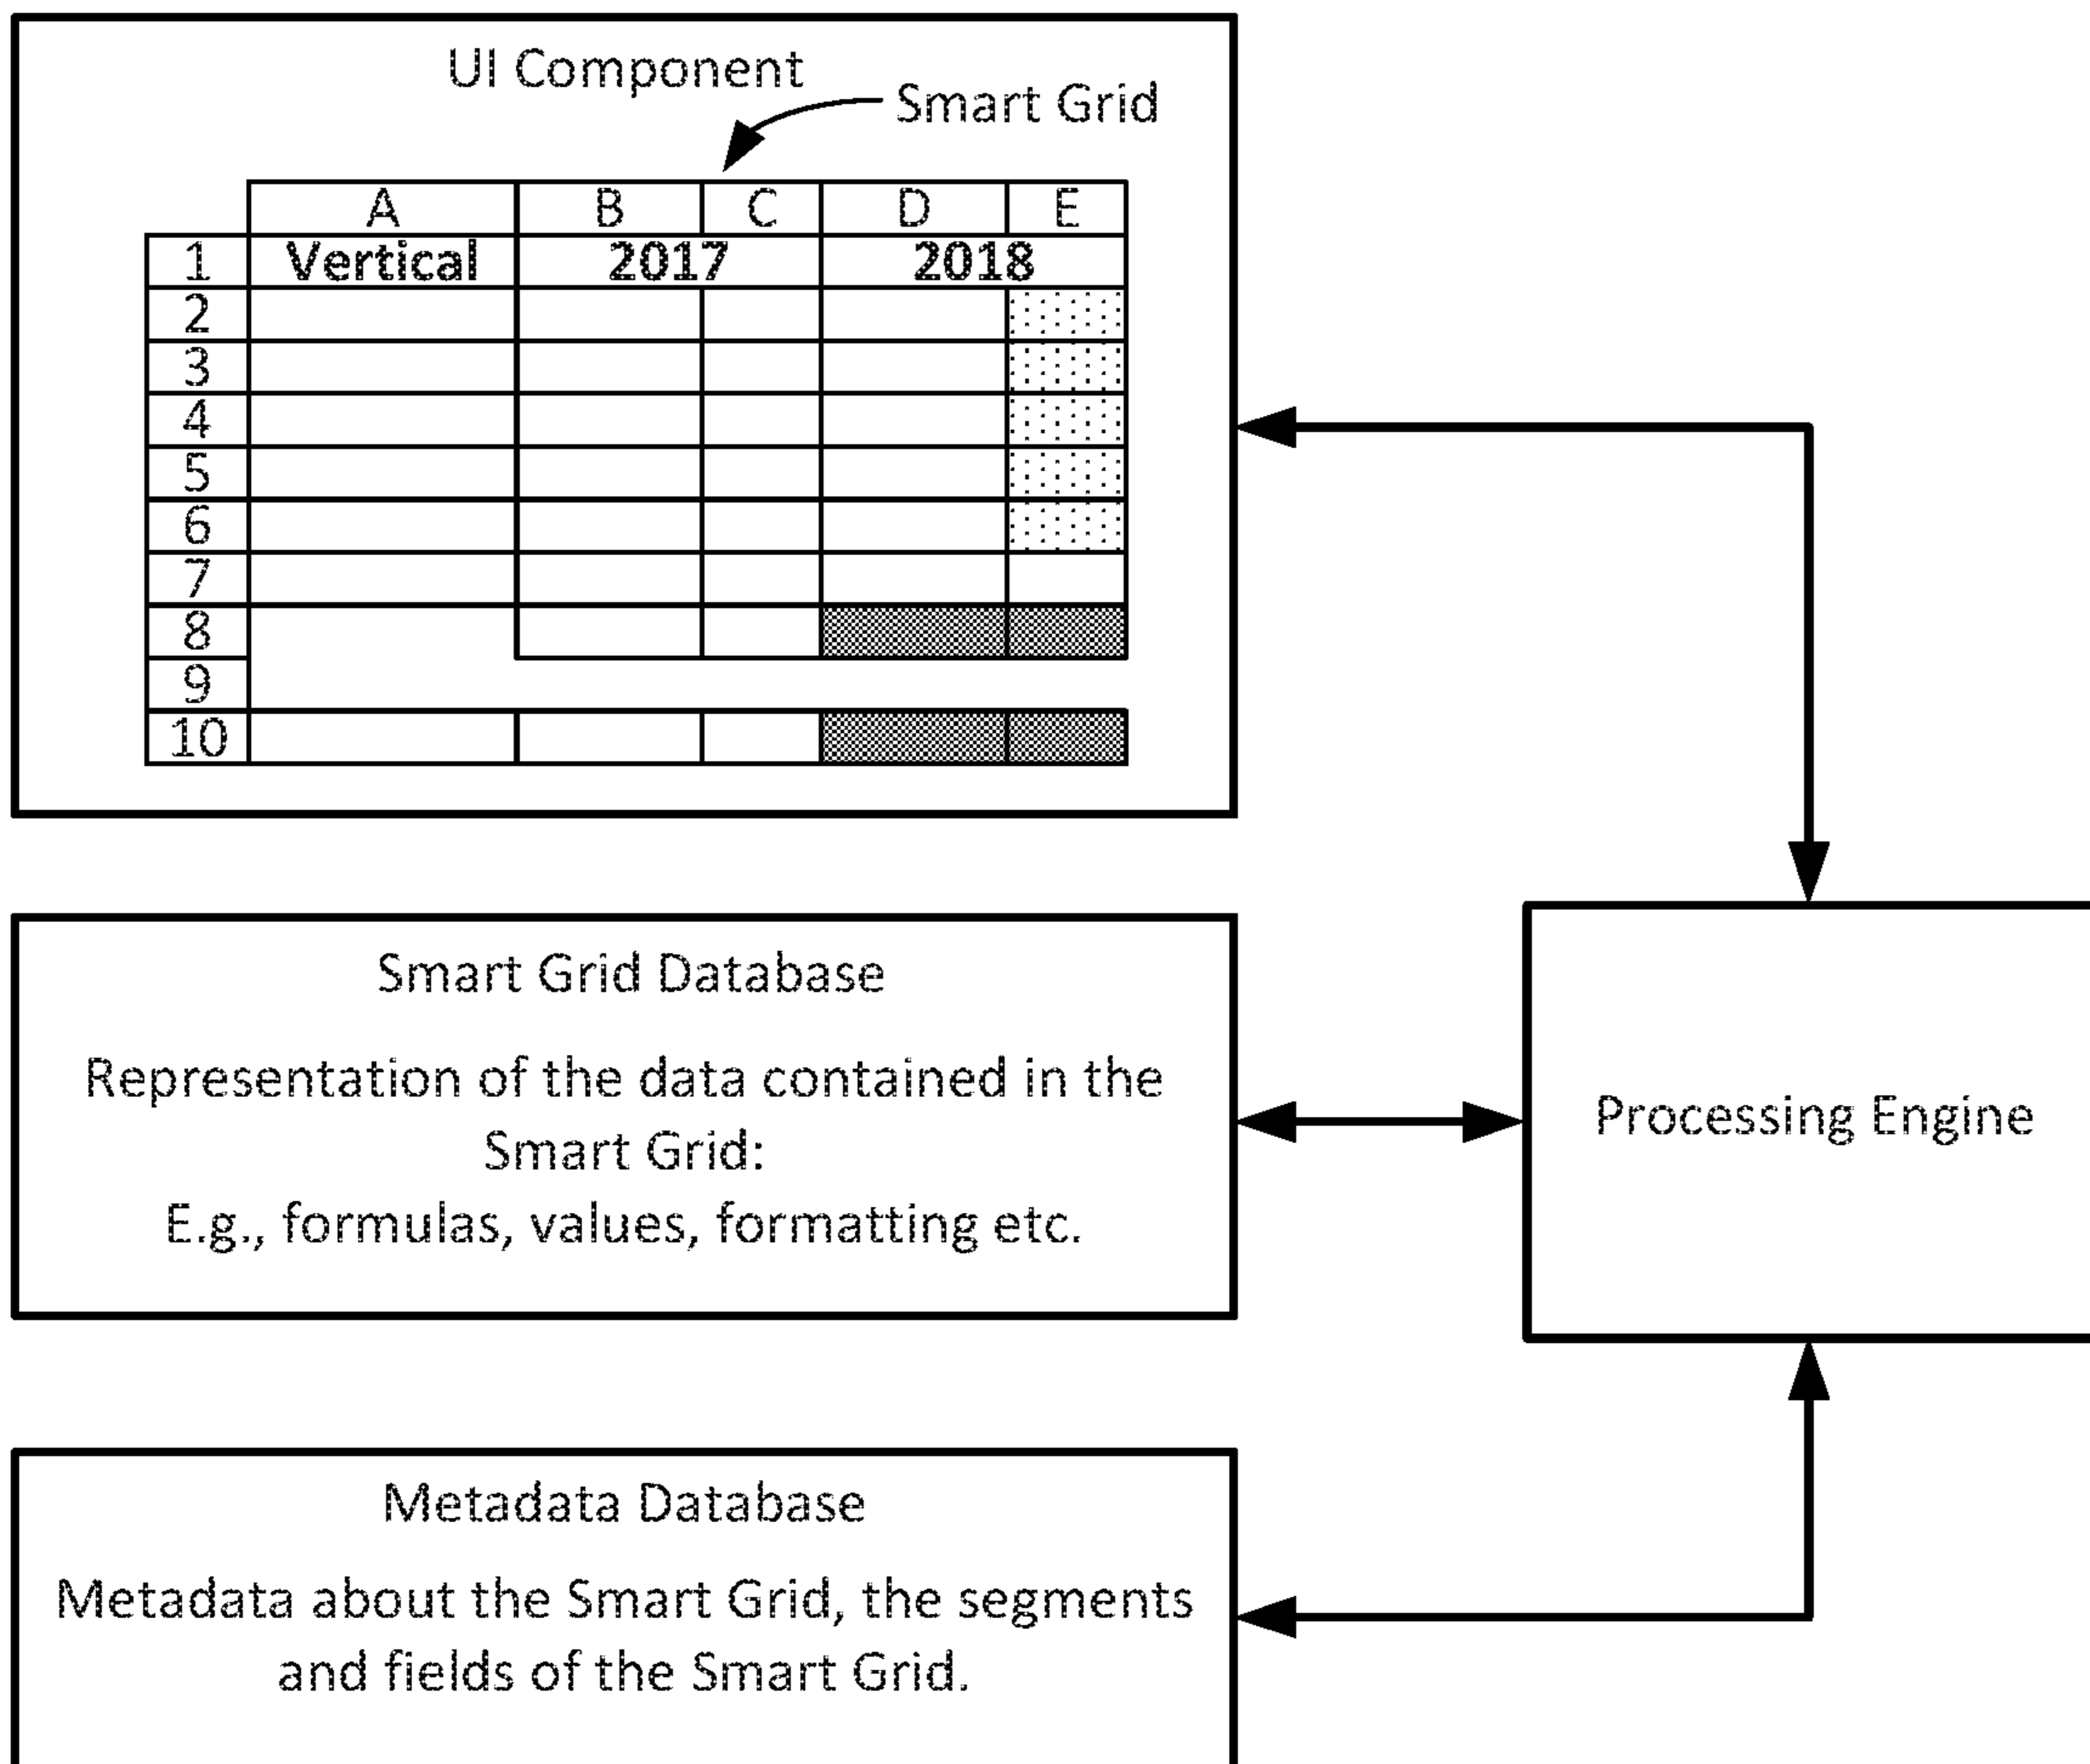 UI Component
Smart Grid
A B C D E
1 Vertical 2017 2018
2
3
4
5
6
7
8
9
10
Smart Grid Database
Representation of the data contained in the
Smart Grid:
E.g., formulas, values, formatting etc.
Processing Engine
Metadata Database
Metadata about the Smart Grid, the segments
and fields of the Smart Grid.